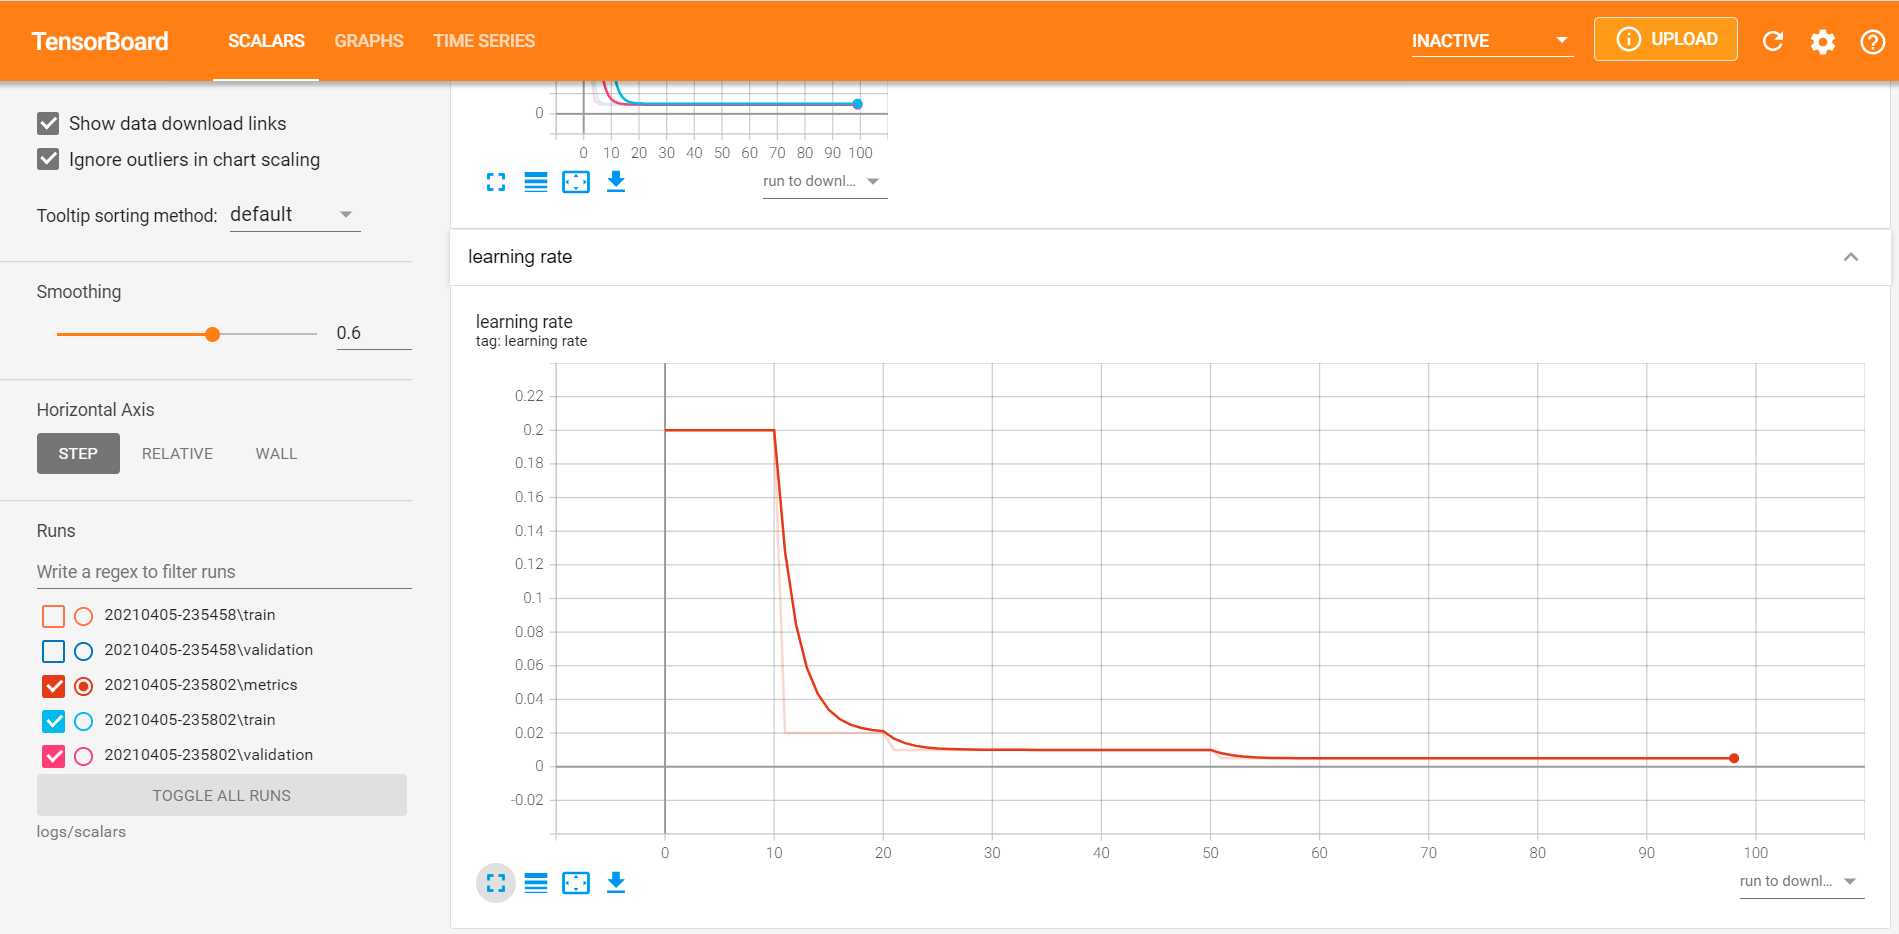 TensorBoard SCALARS GRAPHS TIME SERIES INACTIVE UPLOAD
Show data download links
Ignore outliers in chart scaling
Tooltip sorting method: default
Smoothing
0.6
Horizontal Axis
STEP RELATIVE WALL
Runs
Write a regex to filter runs
20210405-235458\train
20210405-235458\validation
20210405-235802\metrics
20210405-235802\train
20210405-235802\validation
TOGGLE ALL RUNS
logs/scalars
0
0 10 20 30 40 50 60 70 80 90 100
run to downl...
learning rate
learning rate
tag: learning rate
0.22
0.2
0.18
0.16
0.14
0.12
0.1
0.08
0.06
0.04
0.02
0
-0.02
0 10 20 30 40 50 60 70 80 90 100
run to downl...